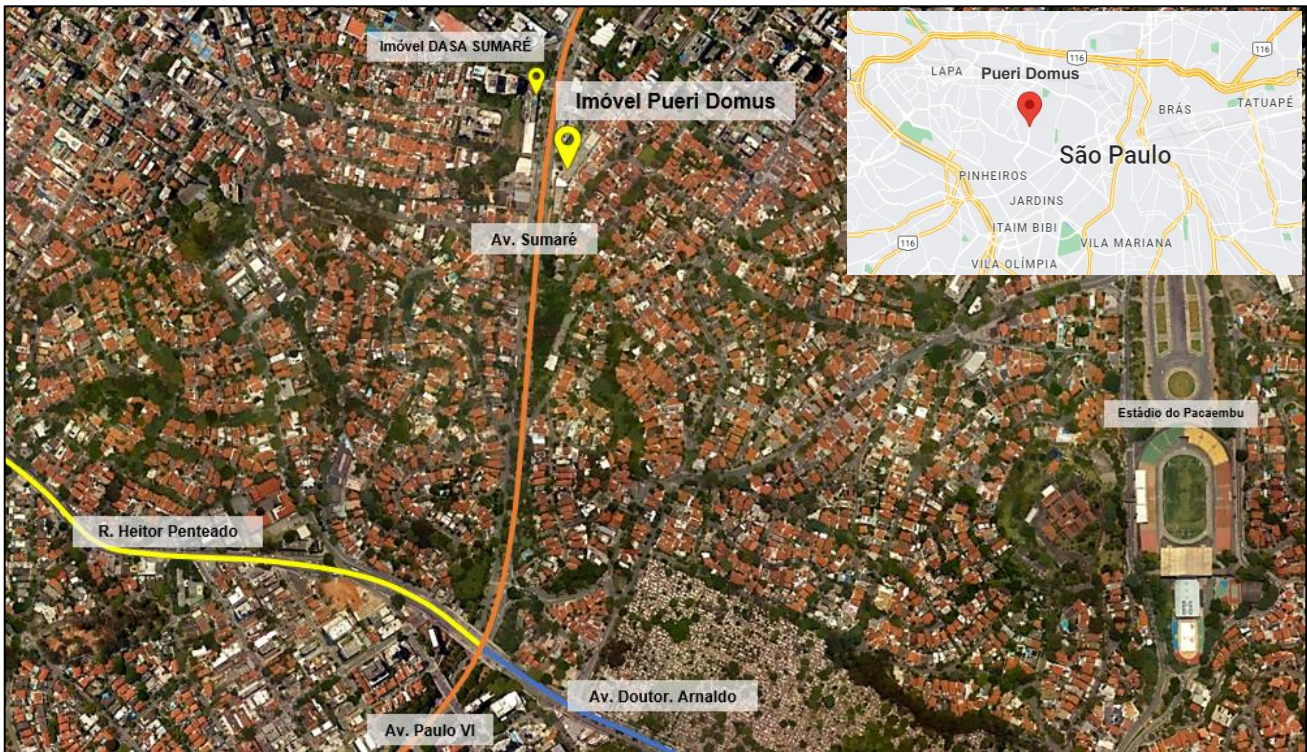 Imóvel DASA SUMARÉ
Imóvel Pueri Domus
Av. Sumaré
R. Heitor Penteado
Av. Doutor. Arnaldo
Av. Paulo VI
Estádio do Pacaembu
116
116
LAPA
Pueri Domus
BRÁS
TATUAPÉ
São Paulo
PINHEIROS
JARDINS
ITAIM BIBI
116
VILA MARIANA
VILA OLÍMPIA